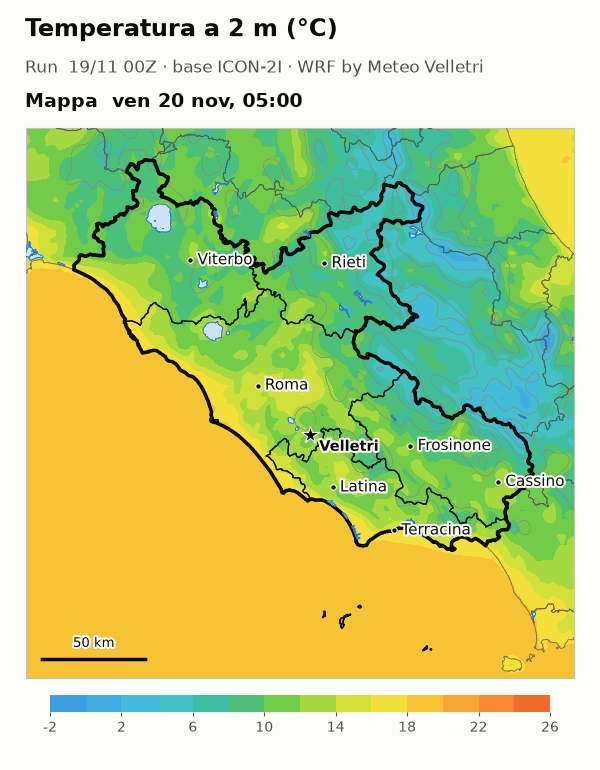 Temperatura a 2 m (°C)
Run  19/11 00Z · base ICON-2I · WRF by Meteo Velletri
Mappa  ven 20 nov, 05:00
Viterbo
Rieti
Roma
Velletri
Frosinone
Latina
Cassino
Terracina
50 km
-2 2 6 10 14 18 22 26